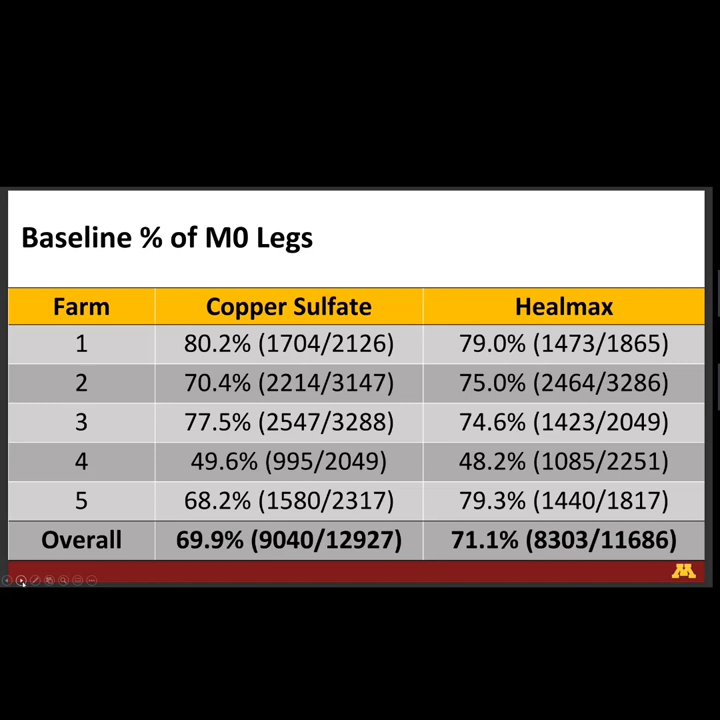 Baseline % of M0 Legs
Farm Copper Sulfate Healmax
1 80.2% (1704/2126) 79.0% (1473/1865)
2 70.4% (2214/3147) 75.0% (2464/3286)
3 77.5% (2547/3288) 74.6% (1423/2049)
4 49.6% (995/2049) 48.2% (1085/2251)
5 68.2% (1580/2317) 79.3% (1440/1817)
Overall 69.9% (9040/12927) 71.1% (8303/11686)
M